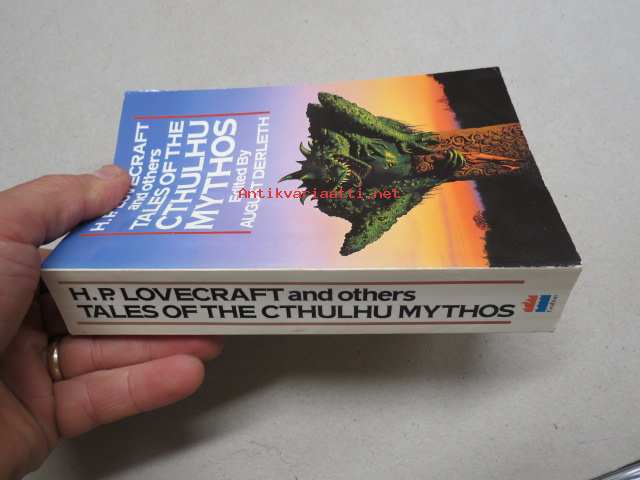 H.P. LOVECRAFT
and others
TALES OF THE
CTHULHU
MYTHOS
Edited By
AUGUST DERLETH
Antikvariaatti.net
H.P. LOVECRAFT and others
TALES OF THE CTHULHU MYTHOS